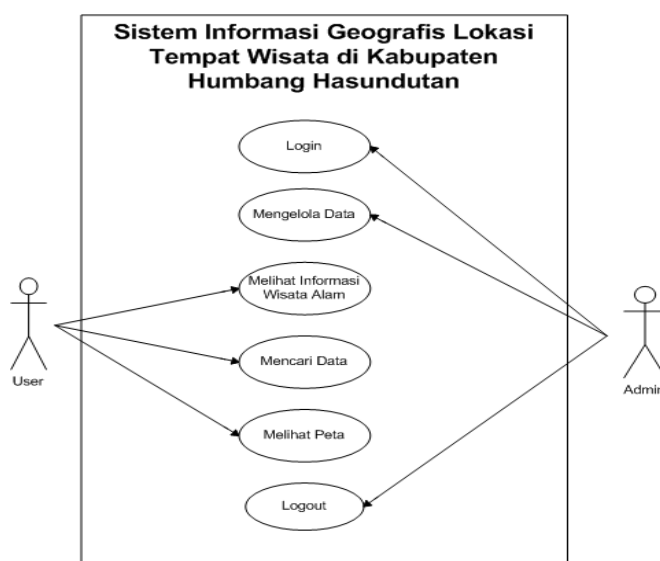 Sistem Informasi Geografis Lokasi
Tempat Wisata di Kabupaten
Humbang Hasundutan
Login
Mengelola Data
Melihat Informasi
Wisata Alam
Mencari Data
User
Admin
Melihat Peta
Logout